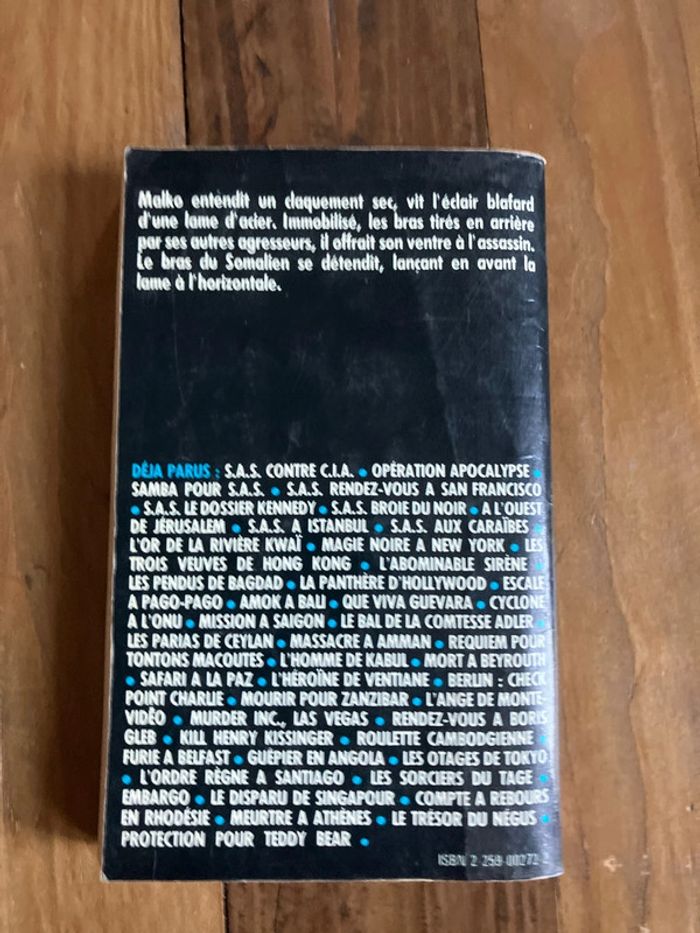 Malko entendit un claquement sec, vit l'éclair blafard
d'une lame d'acier. Immobilisé, les bras tirés en arrière
par ses autres agresseurs, il offrait son ventre à l'assassin.
Le bras du Somalien se détendit, lançant en avant la
lame à l'horizontale.
DÉJA PARUS : S.A.S. CONTRE C.I.A. • OPÉRATION APOCALYPSE •
SAMBA POUR S.A.S. • S.A.S. RENDEZ-VOUS A SAN FRANCISCO
• S.A.S. LE DOSSIER KENNEDY • S.A.S. BROIE DU NOIR • A L'OUEST
DE JÉRUSALEM • S.A.S. A ISTANBUL • S.A.S. AUX CARAÏBES •
L'OR DE LA RIVIÈRE KWAÏ • MAGIE NOIRE A NEW YORK • LES
TROIS VEUVES DE HONG KONG • L'ABOMINABLE SIRÈNE •
LES PENDUS DE BAGDAD • LA PANTHÈRE D'HOLLYWOOD • ESCALE
A PAGO-PAGO • AMOK A BALI • QUE VIVA GUEVARA • CYCLONE
A L'ONU • MISSION A SAIGON • LE BAL DE LA COMTESSE ADLER •
LES PARIAS DE CEYLAN • MASSACRE A AMMAN • REQUIEM POUR
TONTONS MACOUTES • L'HOMME DE KABUL • MORT A BEYROUTH
• SAFARI A LA PAZ • L'HÉROÏNE DE VENTIANE • BERLIN : CHECK
POINT CHARLIE • MOURIR POUR ZANZIBAR • L'ANGE DE MONTE-
VIDÉO • MURDER INC., LAS VEGAS • RENDEZ-VOUS A BORIS
GLEB • KILL HENRY KISSINGER • ROULETTE CAMBODGIENNE •
FURIE A BELFAST • GUÉPIER EN ANGOLA • LES OTAGES DE TOKYO
• L'ORDRE RÈGNE A SANTIAGO • LES SORCIERS DU TAGE •
EMBARGO • LE DISPARU DE SINGAPOUR • COMPTE A REBOURS
EN RHODÉSIE • MEURTRE A ATHÈNES • LE TRÉSOR DU NÉGUS •
PROTECTION POUR TEDDY BEAR •
ISBN 2-259-00272-2